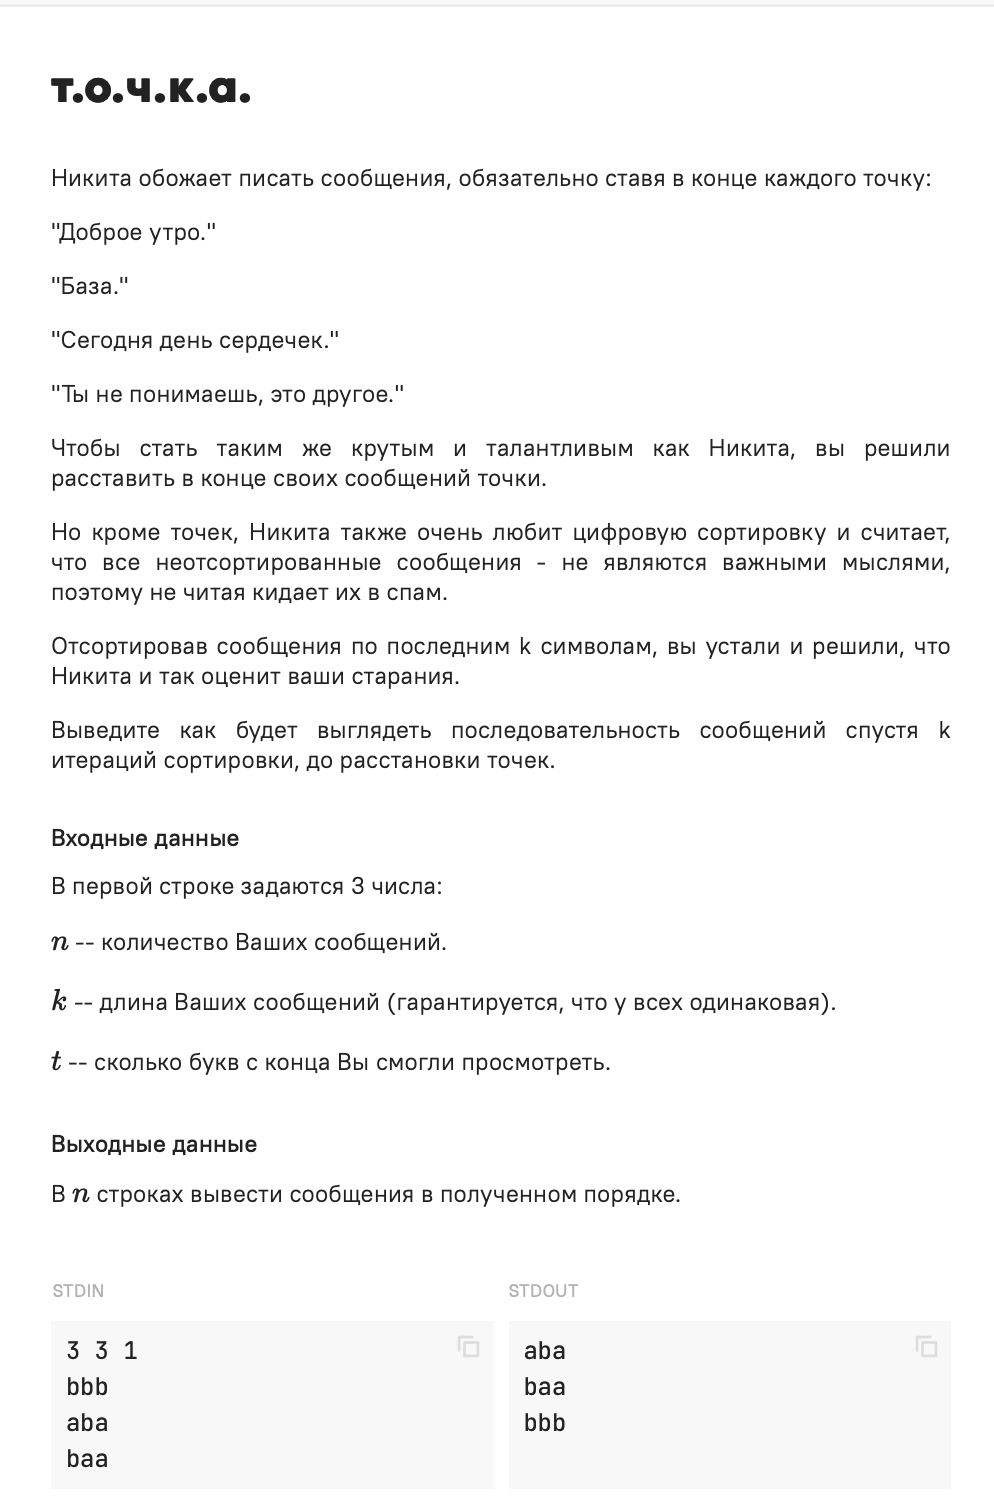 т.о.ч.к.а.
Никита обожает писать сообщения, обязательно ставя в конце каждого точку:
"Доброе утро."
"База."
"Сегодня день сердечек."
"Ты не понимаешь, это другое."
Чтобы стать таким же крутым и талантливым как Никита, вы решили
расставить в конце своих сообщений точки.
Но кроме точек, Никита также очень любит цифровую сортировку и считает,
что все неотсортированные сообщения - не являются важными мыслями,
поэтому не читая кидает их в спам.
Отсортировав сообщения по последним k символам, вы устали и решили, что
Никита и так оценит ваши старания.
Выведите как будет выглядеть последовательность сообщений спустя k
итераций сортировки, до расстановки точек.
Входные данные
В первой строке задаются 3 числа:
n -- количество Ваших сообщений.
k -- длина Ваших сообщений (гарантируется, что у всех одинаковая).
t -- сколько букв с конца Вы смогли просмотреть.
Выходные данные
В n строках вывести сообщения в полученном порядке.
STDIN
3 3 1
bbb
aba
baa
STDOUT
aba
baa
bbb